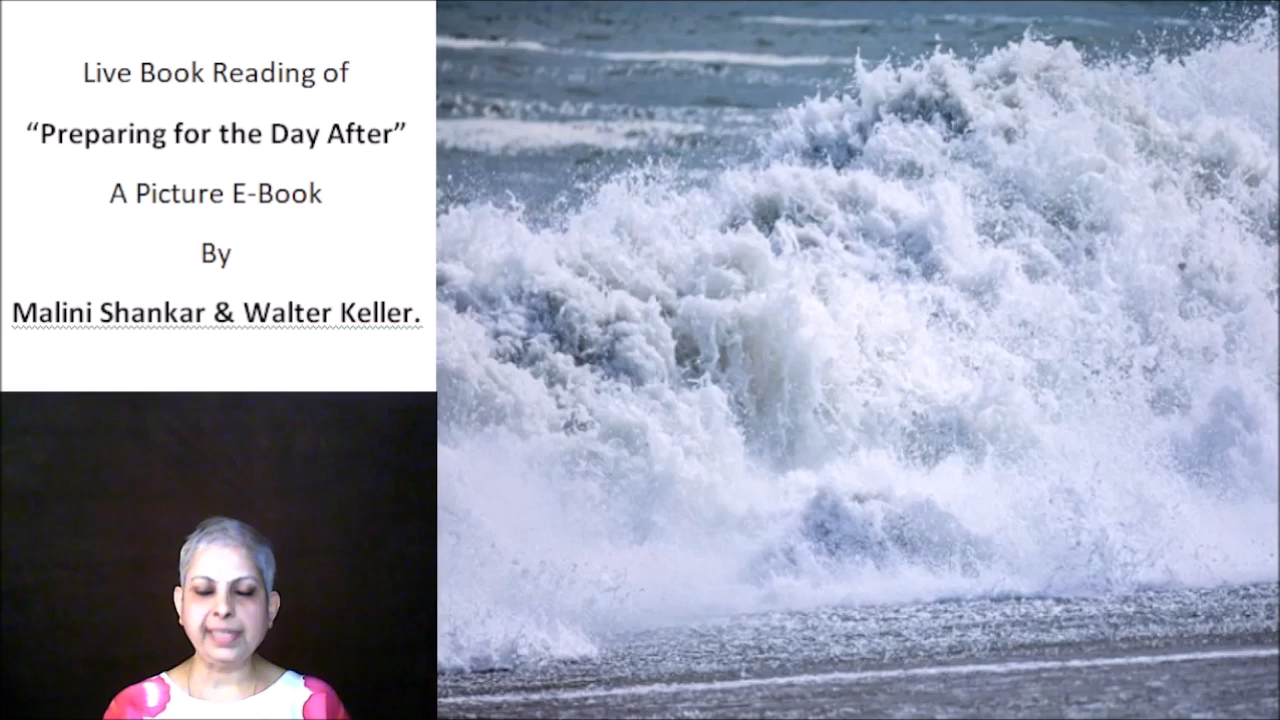 Live Book Reading of
“Preparing for the Day After”
A Picture E-Book
By
Malini Shankar & Walter Keller.